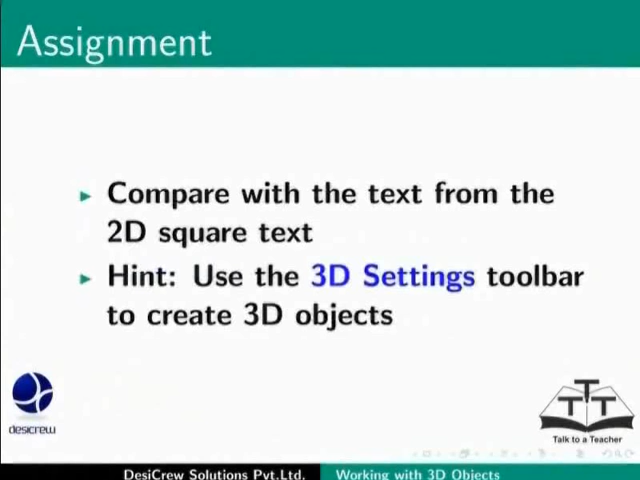 Assignment
Compare with the text from the
2D square text
Hint: Use the 3D Settings toolbar
to create 3D objects
desicrew
TTT
Talk to a Teacher
DesiCrew Solutions Pvt.Ltd. Working with 3D Objects